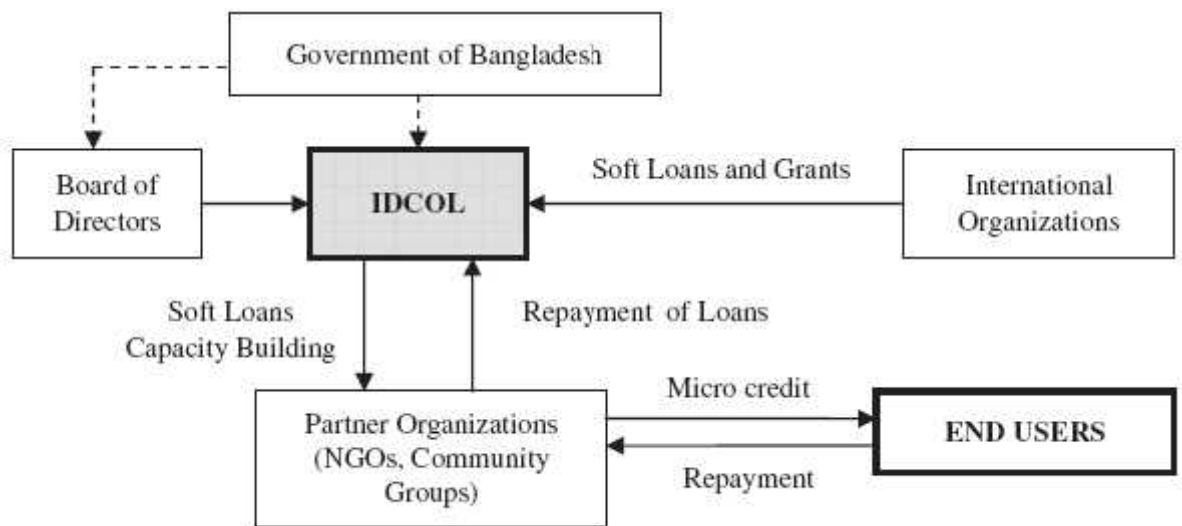 Government of Bangladesh
Board of
Directors
IDCOL
Soft Loans and Grants
International
Organizations
Soft Loans
Capacity Building
Repayment of Loans
Partner Organizations
(NGOs, Community
Groups)
Micro credit
Repayment
END USERS